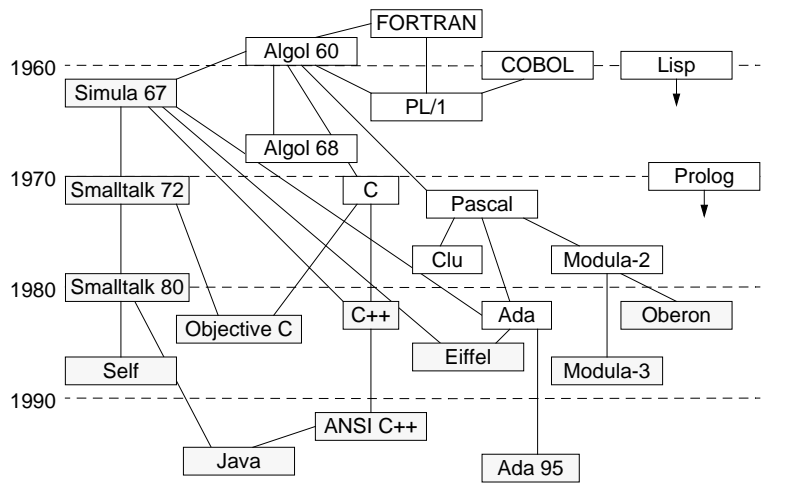 FORTRAN
Algol 60
1960
COBOL
Lisp
Simula 67
PL/1
Algol 68
1970
Prolog
Smalltalk 72
C
Pascal
Clu
Modula-2
1980
Smalltalk 80
Objective C
C++
Ada
Oberon
Eiffel
Self
Modula-3
1990
ANSI C++
Java
Ada 95